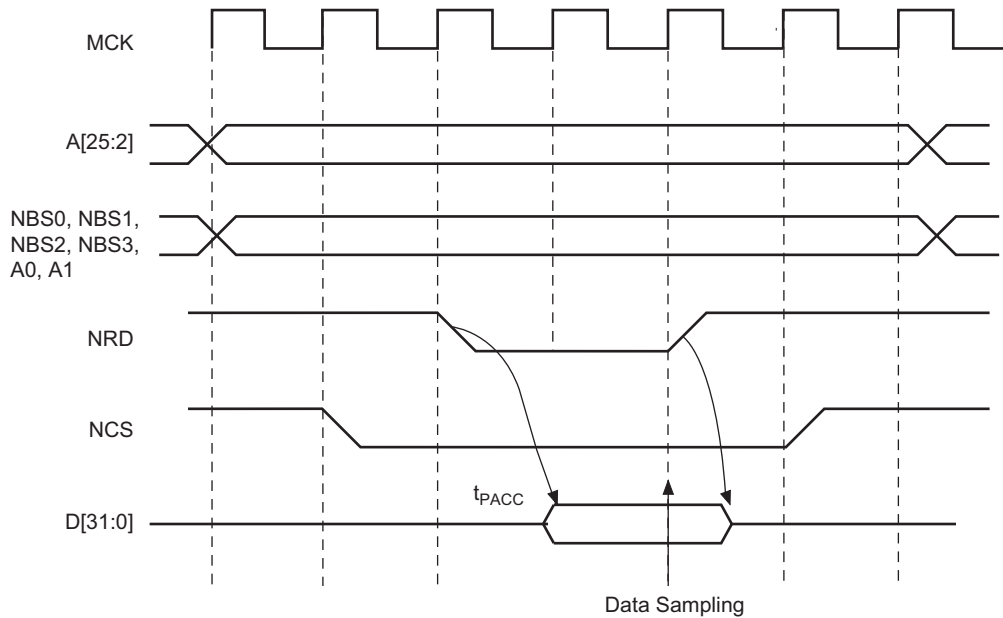 MCK
A[25:2]
NBS0, NBS1,
NBS2, NBS3,
A0, A1
NRD
NCS
tPACC
D[31:0]
Data Sampling